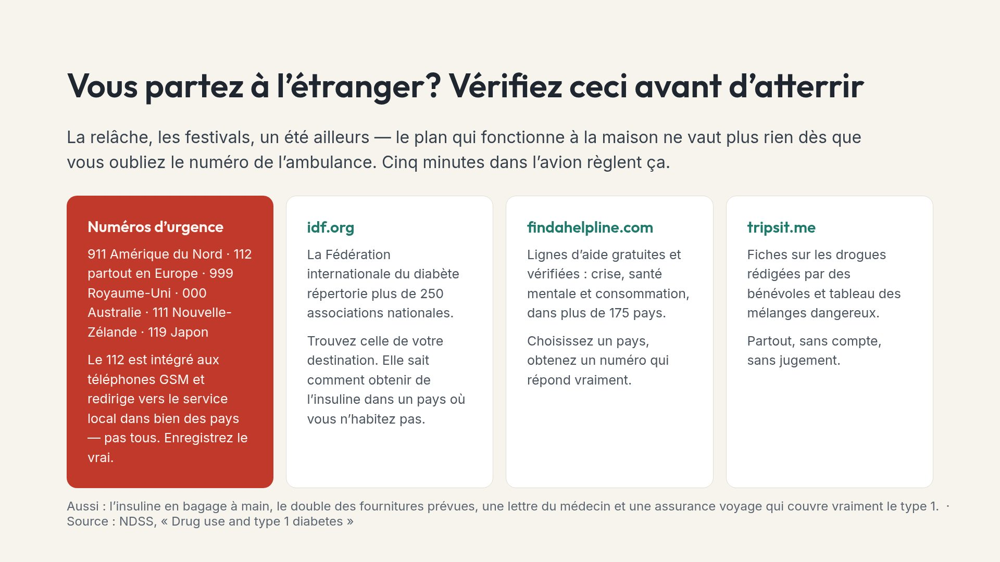 Vous partez à l’étranger? Vérifiez ceci avant d’atterrir
La relâche, les festivals, un été ailleurs — le plan qui fonctionne à la maison ne vaut plus rien dès que
vous oubliez le numéro de l’ambulance. Cinq minutes dans l’avion règlent ça.
Numéros d’urgence
911 Amérique du Nord · 112
partout en Europe · 999
Royaume-Uni · 000
Australie · 111 Nouvelle-
Zélande · 119 Japon
Le 112 est intégré aux
téléphones GSM et
redirige vers le service
local dans bien des pays
— pas tous. Enregistrez le
vrai.
idf.org
La Fédération
internationale du diabète
répertorie plus de 250
associations nationales.
Trouvez celle de votre
destination. Elle sait
comment obtenir de
l’insuline dans un pays où
vous n’habitez pas.
findahelpline.com
Lignes d’aide gratuites et
vérifiées : crise, santé
mentale et consommation,
dans plus de 175 pays.
Choisissez un pays,
obtenez un numéro qui
répond vraiment.
tripsit.me
Fiches sur les drogues
rédigées par des
bénévoles et tableau des
mélanges dangereux.
Partout, sans compte,
sans jugement.
Aussi : l’insuline en bagage à main, le double des fournitures prévues, une lettre du médecin et une assurance voyage qui couvre vraiment le type 1. ·
Source : NDSS, « Drug use and type 1 diabetes »